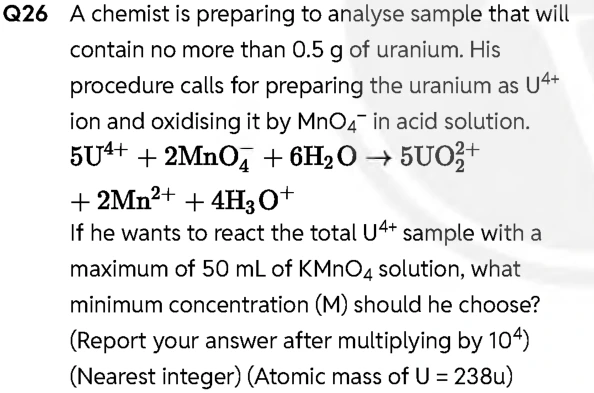 Q26 A chemist is preparing to analyse sample that will
contain no more than 0.5 g of uranium. His
procedure calls for preparing the uranium as U⁴⁺
ion and oxidising it by MnO₄⁻ in acid solution.
5U⁴⁺ + 2MnO₄⁻ + 6H₂O → 5UO₂²⁺
+ 2Mn²⁺ + 4H₃O⁺
If he wants to react the total U⁴⁺ sample with a
maximum of 50 mL of KMnO₄ solution, what
minimum concentration (M) should he choose?
(Report your answer after multiplying by 10⁴)
(Nearest integer) (Atomic mass of U = 238u)